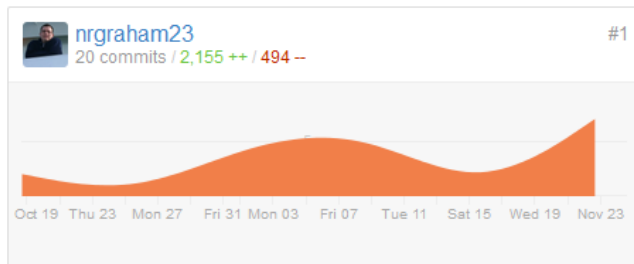 nrgraham23 #1
20 commits / 2,155 ++ / 494 --
Oct 19 Thu 23 Mon 27 Fri 31 Mon 03 Fri 07 Tue 11 Sat 15 Wed 19 Nov 23